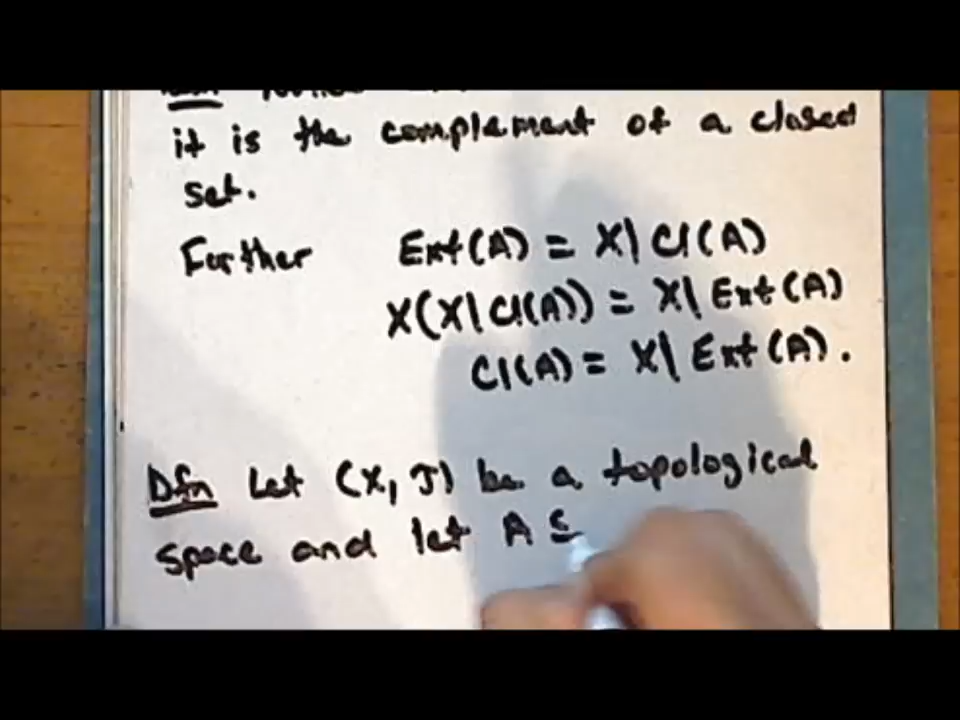 it is the complement of a closed
set.
Further Ext(A) = X\ Cl(A)
X(X\Cl(A)) = X\ Ext(A)
Cl(A) = X\ Ext(A).
Dfn Let (X, T) be a topological
space and let A ⊆